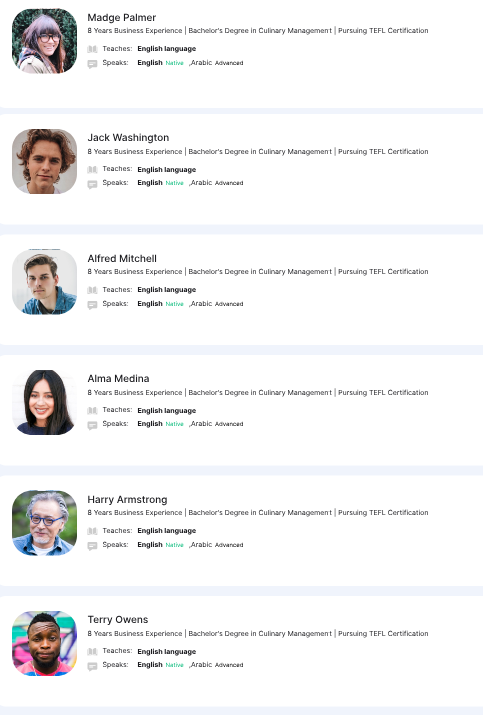 Madge Palmer
8 Years Business Experience | Bachelor's Degree in Culinary Management | Pursuing TEFL Certification
Teaches: English language
Speaks: English Native ,Arabic Advanced
Jack Washington
8 Years Business Experience | Bachelor's Degree in Culinary Management | Pursuing TEFL Certification
Teaches: English language
Speaks: English Native ,Arabic Advanced
Alfred Mitchell
8 Years Business Experience | Bachelor's Degree in Culinary Management | Pursuing TEFL Certification
Teaches: English language
Speaks: English Native ,Arabic Advanced
Alma Medina
8 Years Business Experience | Bachelor's Degree in Culinary Management | Pursuing TEFL Certification
Teaches: English language
Speaks: English Native ,Arabic Advanced
Harry Armstrong
8 Years Business Experience | Bachelor's Degree in Culinary Management | Pursuing TEFL Certification
Teaches: English language
Speaks: English Native ,Arabic Advanced
Terry Owens
8 Years Business Experience | Bachelor's Degree in Culinary Management | Pursuing TEFL Certification
Teaches: English language
Speaks: English Native ,Arabic Advanced